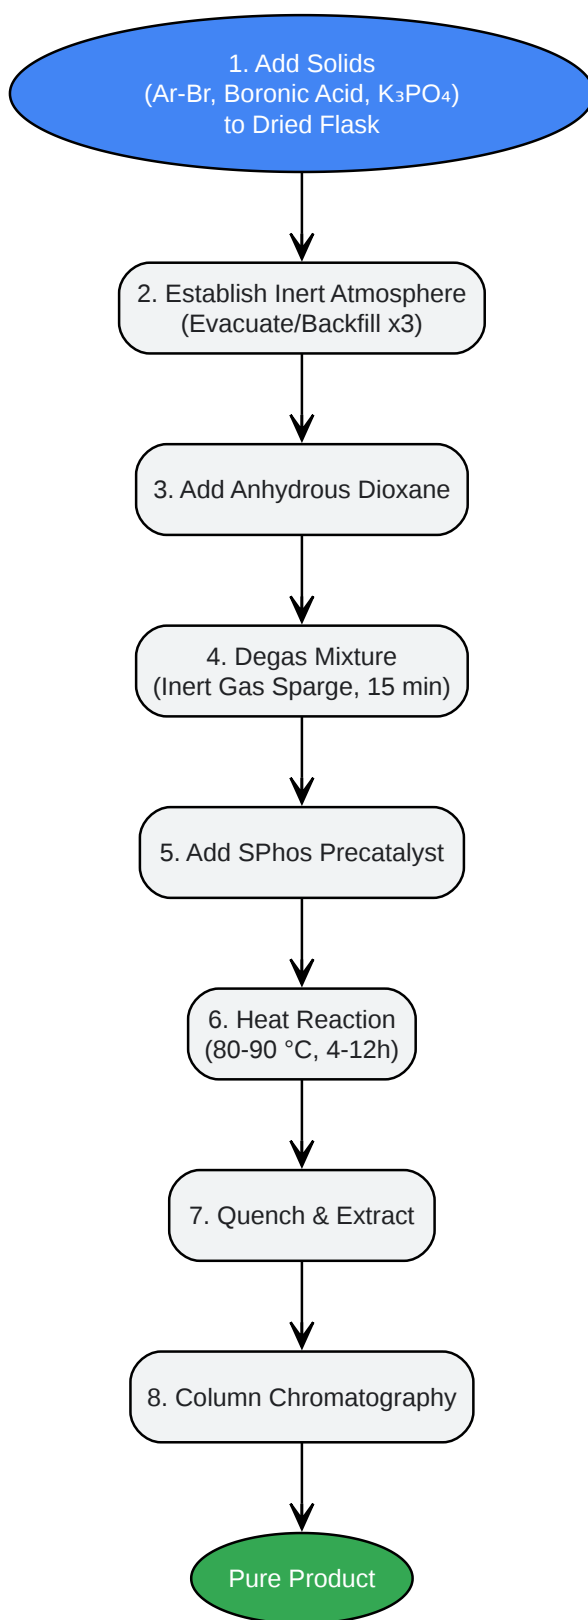 1. Add Solids
(Ar-Br, Boronic Acid, K₃PO₄)
to Dried Flask
2. Establish Inert Atmosphere
(Evacuate/Backfill x3)
3. Add Anhydrous Dioxane
4. Degas Mixture
(Inert Gas Sparge, 15 min)
5. Add SPhos Precatalyst
6. Heat Reaction
(80-90 °C, 4-12h)
7. Quench & Extract
8. Column Chromatography
Pure Product